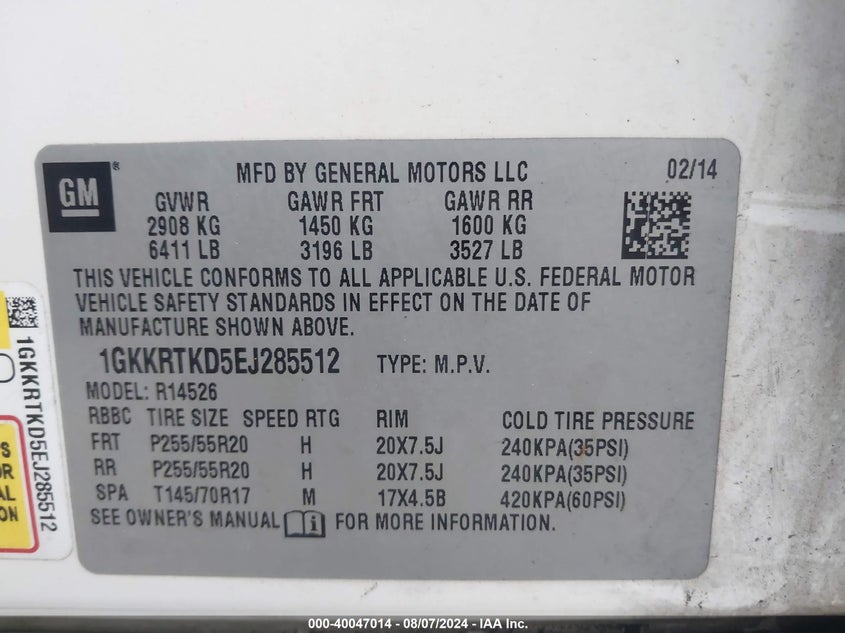 GM
MFD BY GENERAL MOTORS LLC 02/14
GVWR GAWR FRT GAWR RR
2908 KG 1450 KG 1600 KG
6411 LB 3196 LB 3527 LB
THIS VEHICLE CONFORMS TO ALL APPLICABLE U.S. FEDERAL MOTOR
VEHICLE SAFETY STANDARDS IN EFFECT ON THE DATE OF
MANUFACTURE SHOWN ABOVE.
1GKKRTKD5EJ285512 TYPE: M.P.V.
MODEL: R14526
RBBC TIRE SIZE SPEED RTG RIM COLD TIRE PRESSURE
FRT P255/55R20 H 20X7.5J 240KPA(35PSI)
RR P255/55R20 H 20X7.5J 240KPA(35PSI)
SPA T145/70R17 M 17X4.5B 420KPA(60PSI)
SEE OWNER'S MANUAL FOR MORE INFORMATION.
1GKKRTKD5EJ285512
000-40047014 - 08/07/2024 - IAA Inc.